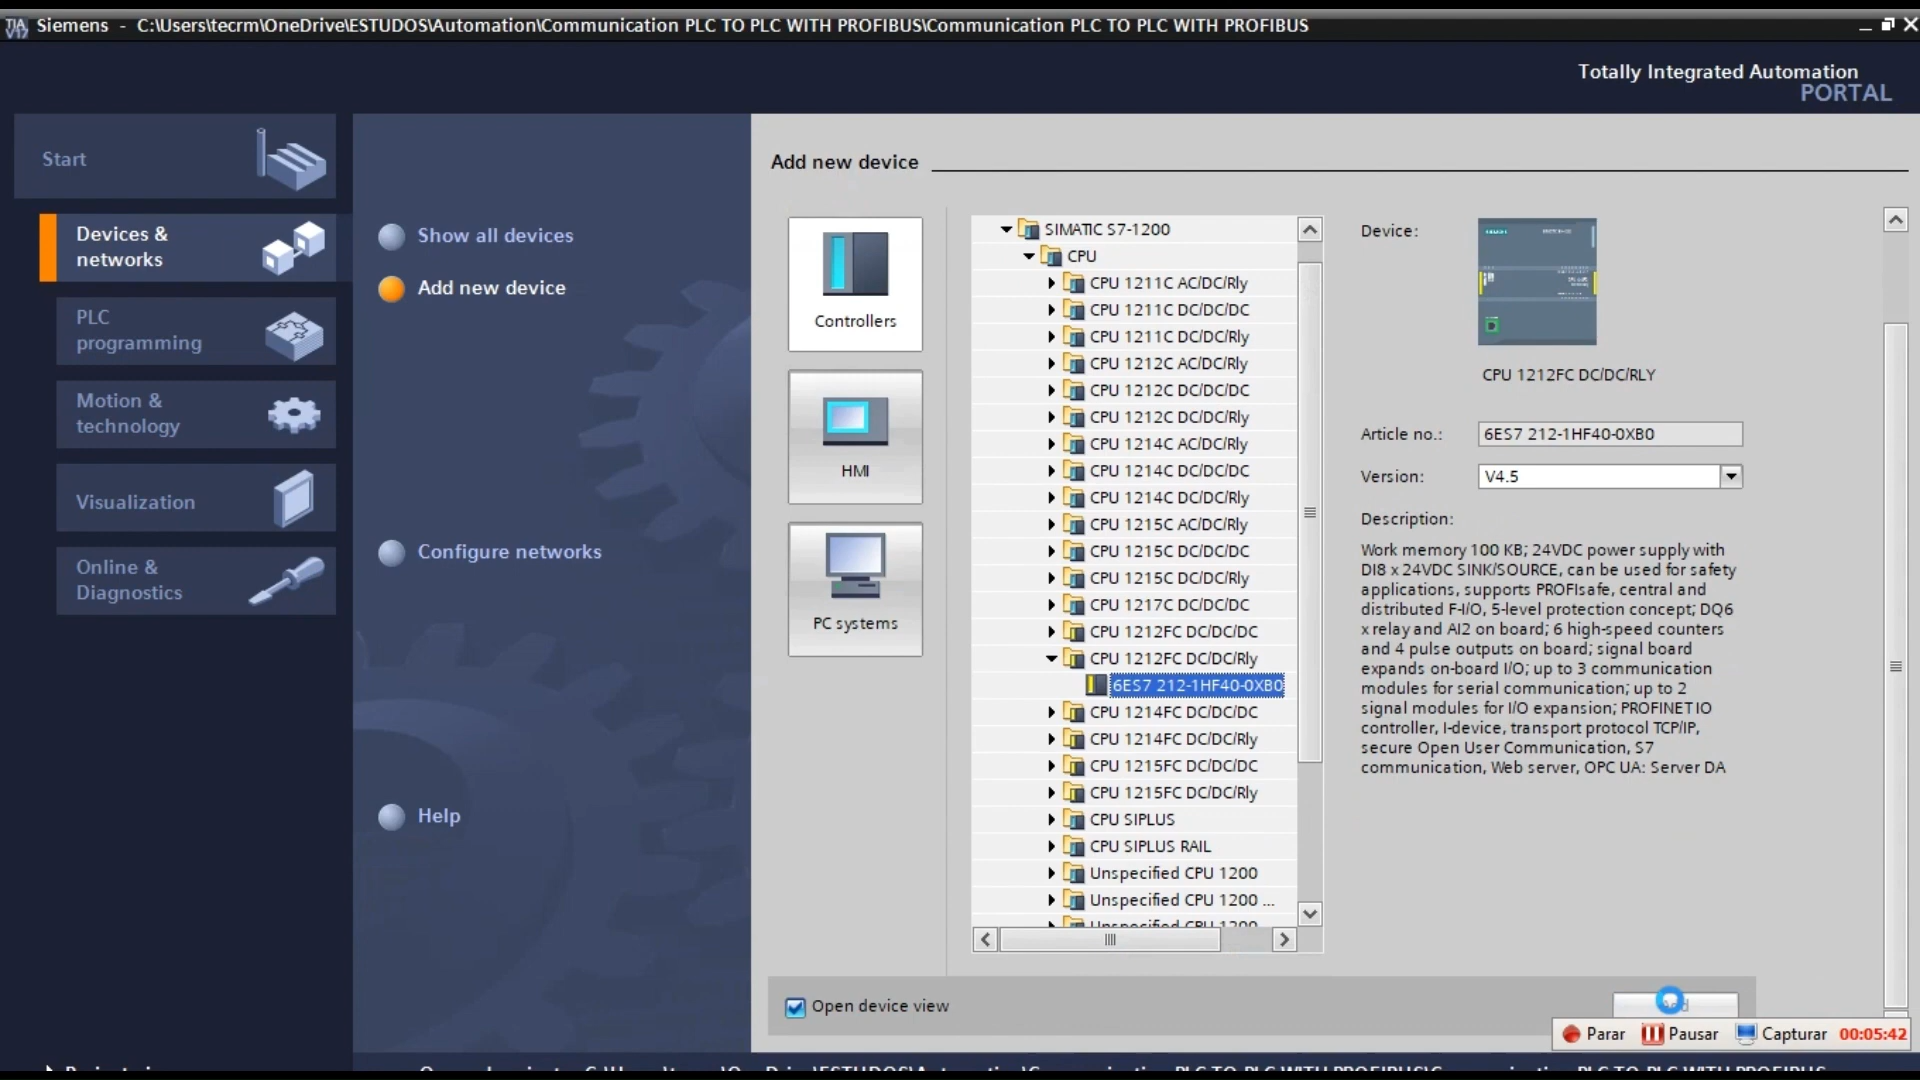 Siemens - C:\Users\tecrm\OneDrive\ESTUDOS\Automation\Communication PLC TO PLC WITH PROFIBUS\Communication PLC TO PLC WITH PROFIBUS
Totally Integrated Automation
PORTAL
Start
Devices &
networks
PLC
programming
Motion &
technology
Visualization
Online &
Diagnostics
Show all devices
Add new device
Configure networks
Help
Add new device
Controllers
HMI
PC systems
SIMATIC S7-1200
CPU
CPU 1211C AC/DC/Rly
CPU 1211C DC/DC/DC
CPU 1211C DC/DC/Rly
CPU 1212C AC/DC/Rly
CPU 1212C DC/DC/DC
CPU 1212C DC/DC/Rly
CPU 1214C AC/DC/Rly
CPU 1214C DC/DC/DC
CPU 1214C DC/DC/Rly
CPU 1215C AC/DC/Rly
CPU 1215C DC/DC/DC
CPU 1215C DC/DC/Rly
CPU 1217C DC/DC/DC
CPU 1212FC DC/DC/DC
CPU 1212FC DC/DC/Rly
6ES7 212-1HF40-0XB0
CPU 1214FC DC/DC/DC
CPU 1214FC DC/DC/Rly
CPU 1215FC DC/DC/DC
CPU 1215FC DC/DC/Rly
CPU SIPLUS
CPU SIPLUS RAIL
Unspecified CPU 1200
Unspecified CPU 1200 ...
Unspecified CPU 1200
Device:
CPU 1212FC DC/DC/RLY
Article no.: 6ES7 212-1HF40-0XB0
Version: V4.5
Description:
Work memory 100 KB; 24VDC power supply with
DI8 x 24VDC SINK/SOURCE, can be used for safety
applications, supports PROFIsafe, central and
distributed F-I/O, 5-level protection concept; DQ6
x relay and AI2 on board; 6 high-speed counters
and 4 pulse outputs on board; signal board
expands on-board I/O; up to 3 communication
modules for serial communication; up to 2
signal modules for I/O expansion; PROFINET IO
controller, I-device, transport protocol TCP/IP,
secure Open User Communication, S7
communication, Web server, OPC UA: Server DA
Open device view
Parar Pausar Capturar 00:05:42